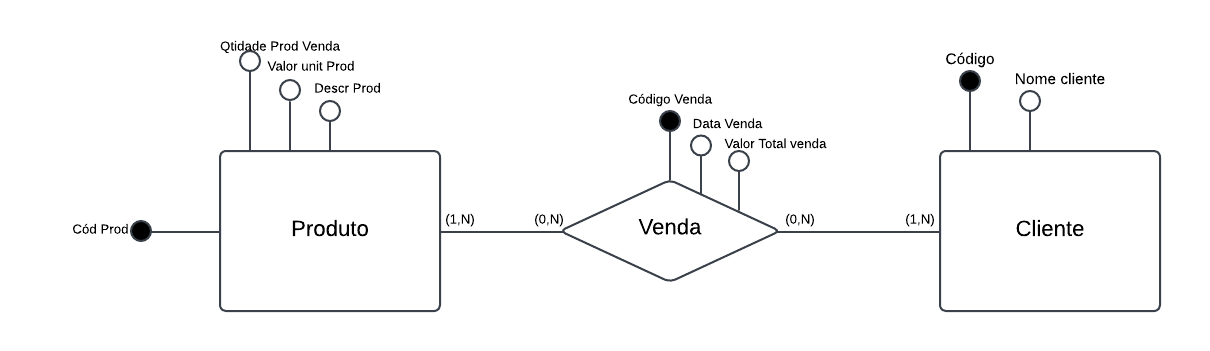 Qtidade Prod Venda
Valor unit Prod
Descr Prod
Cód Prod
Produto
(1,N)
(0,N)
Código Venda
Data Venda
Valor Total venda
Venda
(0,N)
(1,N)
Código
Nome cliente
Cliente